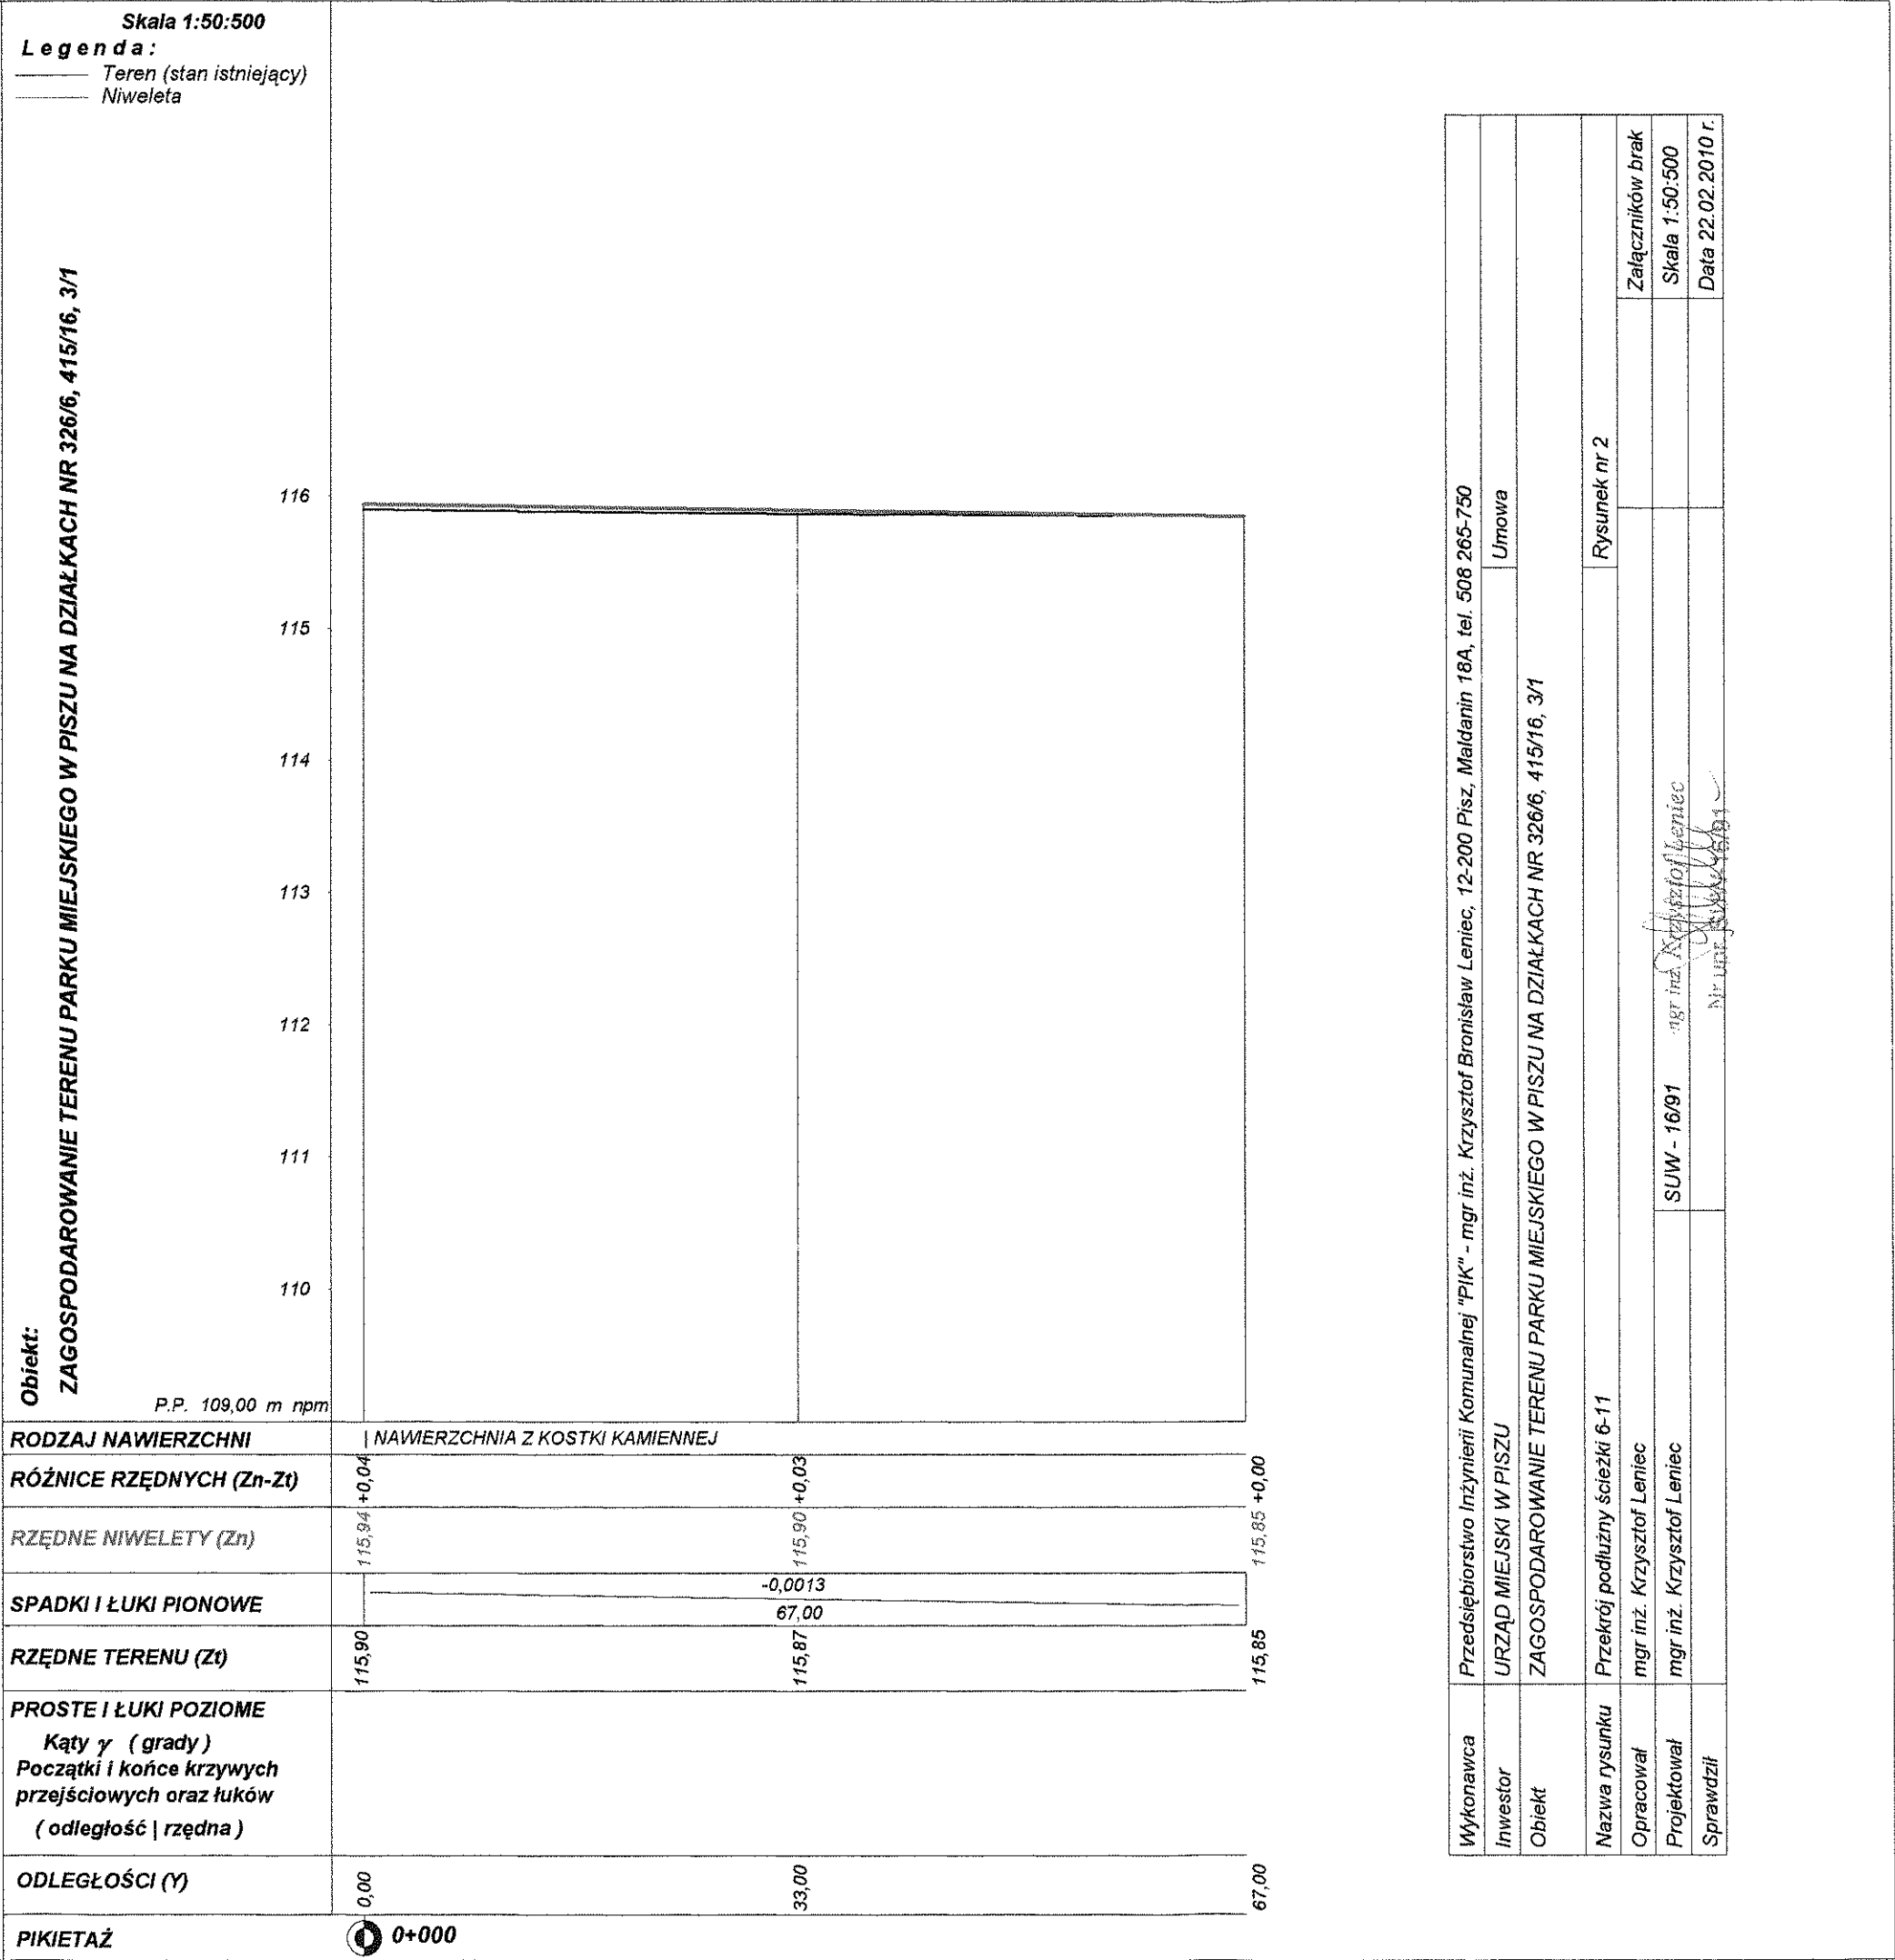 Skala 1:50:500
Legenda:
Teren (stan istniejący)
Niweleta
Obiekt:
ZAGOSPODAROWANIE TERENU PARKU MIEJSKIEGO W PISZU NA DZIAŁKACH NR 326/6, 415/16, 3/1
116
115
114
113
112
111
110
P.P. 109,00 m npm
RODZAJ NAWIERZCHNI | NAWIERZCHNIA Z KOSTKI KAMIENNEJ
RÓŻNICE RZĘDNYCH (Zn-Zt) +0,04 +0,03 +0,00
RZĘDNE NIWELETY (Zn) 115,94 115,90 115,85
SPADKI I ŁUKI PIONOWE -0,0013
67,00
RZĘDNE TERENU (Zt) 115,90 115,87 115,85
PROSTE I ŁUKI POZIOME
Kąty γ ( grady )
Początki i końce krzywych
przejściowych oraz łuków
( odległość | rzędna )
ODLEGŁOŚCI (Y) 0,00 33,00 67,00
PIKIETAŻ 0+000
Wykonawca Przedsiębiorstwo Inżynierii Komunalnej "PIK" - mgr inż. Krzysztof Bronisław Leniec, 12-200 Pisz, Maldanin 18A, tel. 508 265-750
Inwestor URZĄD MIEJSKI W PISZU Umowa
Obiekt ZAGOSPODAROWANIE TERENU PARKU MIEJSKIEGO W PISZU NA DZIAŁKACH NR 326/6, 415/16, 3/1
Nazwa rysunku Przekrój podłużny ścieżki 6-11 Rysunek nr 2
Opracował mgr inż. Krzysztof Leniec Załączników brak
Projektował mgr inż. Krzysztof Leniec SUW - 16/91 mgr inż. Krzysztof Leniec Skala 1:50:500
Sprawdził Nr upr. Data 22.02.2010 r.